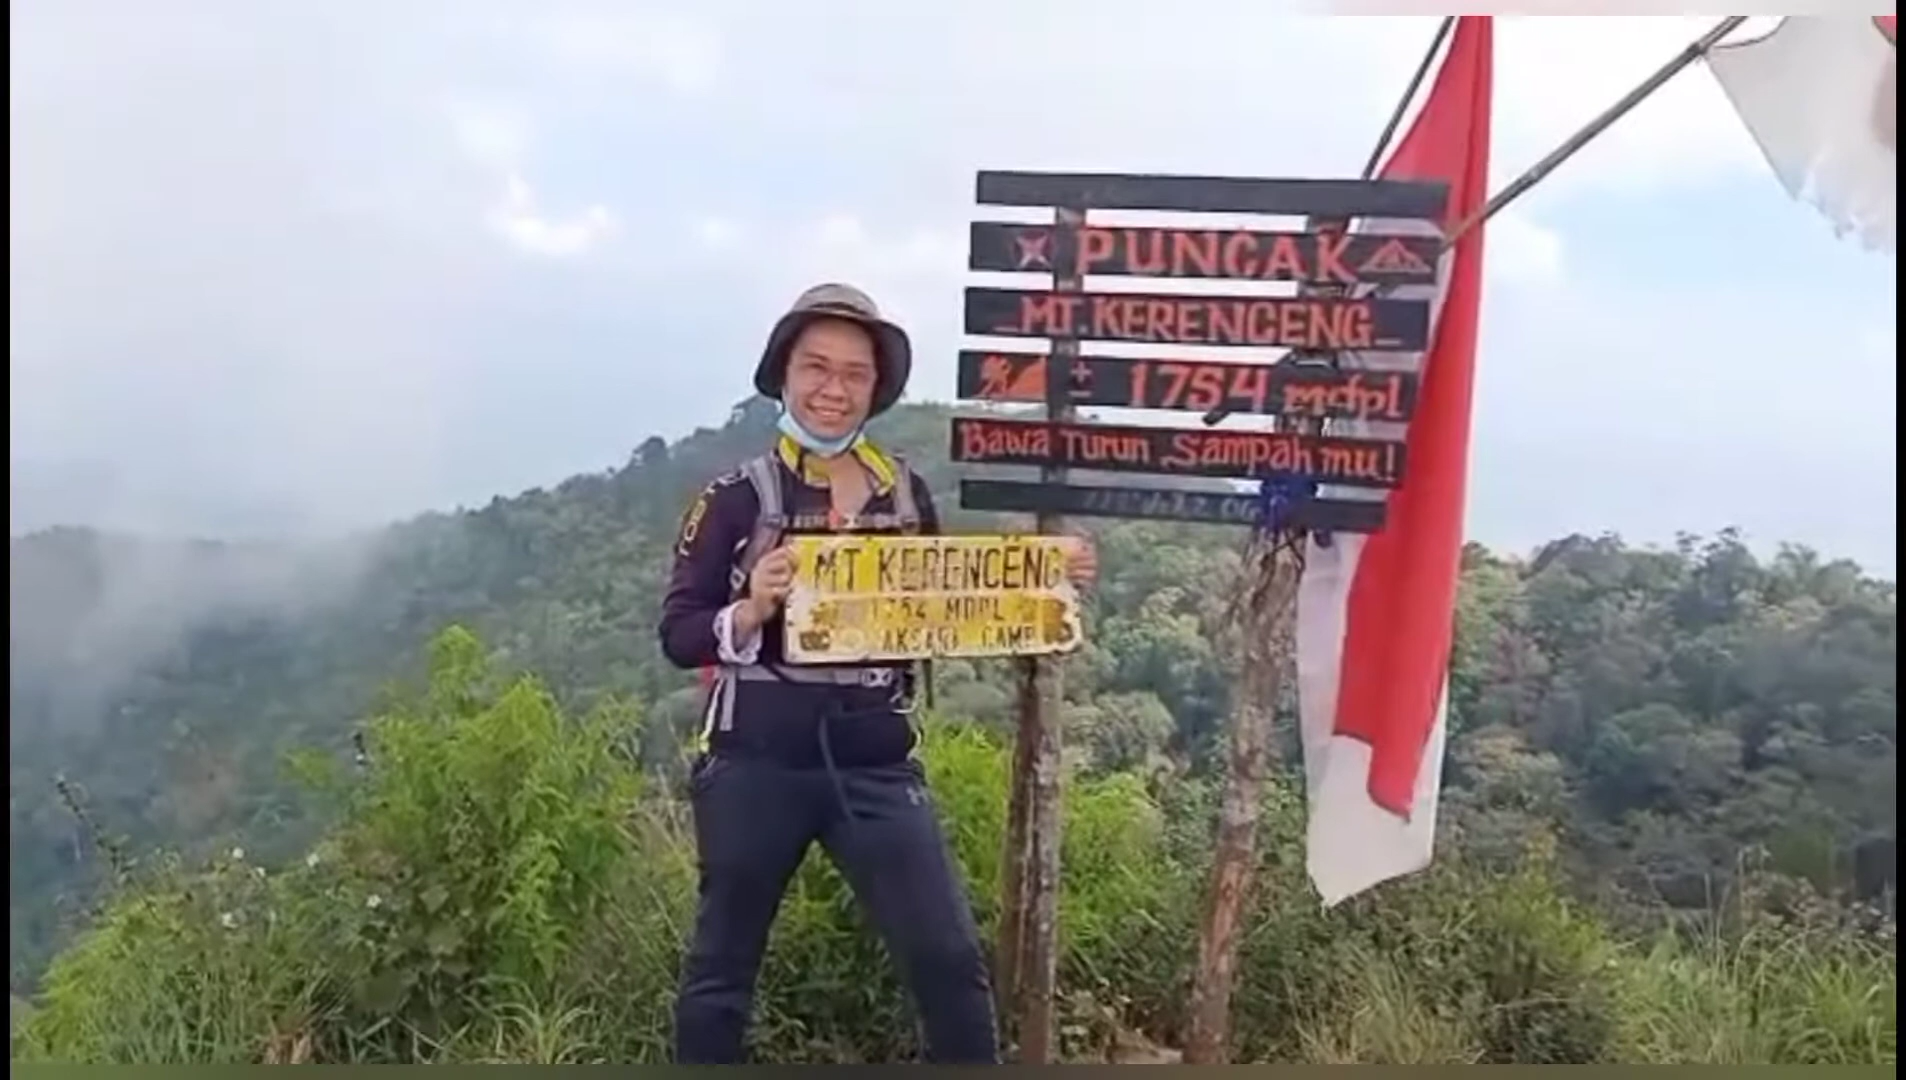 PUNCAK
MT. KERENCENG
± 1754 mdpl
Bawa Turun Sampah mu!
MT KERENCENG
1754 MDPL
CAMP